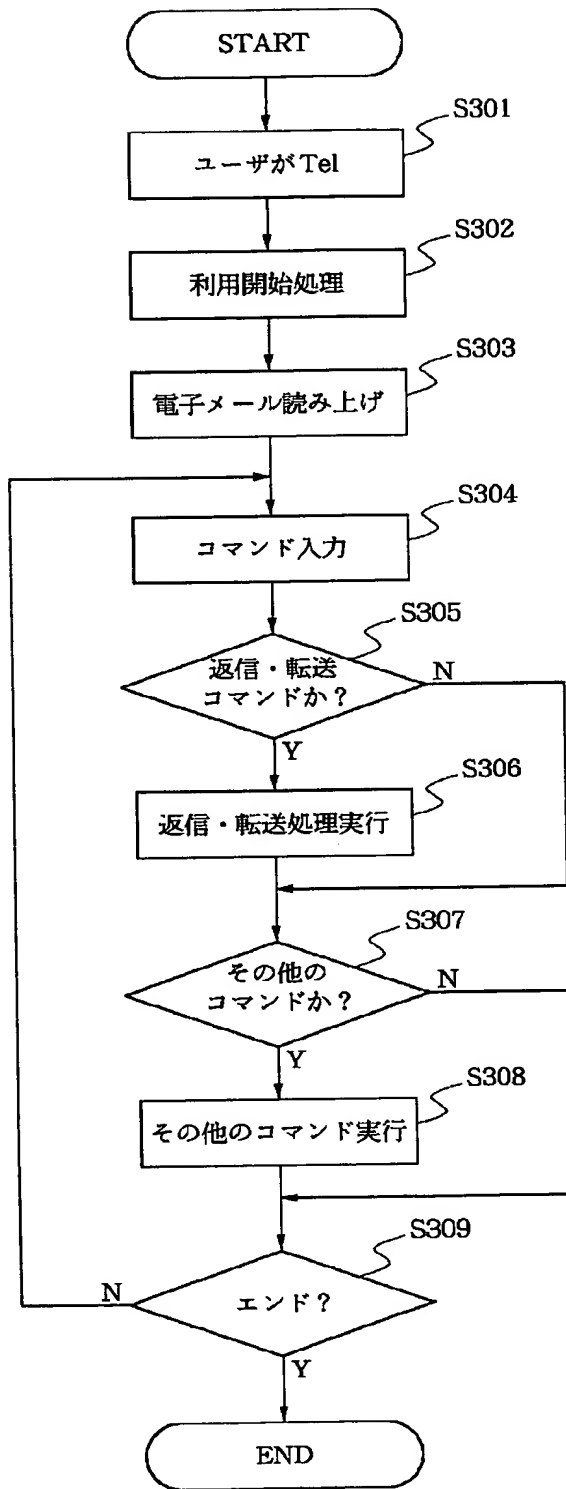 START
S301
ユーザがTel
S302
利用開始処理
S303
電子メール読み上げ
S304
コマンド入力
S305
返信・転送
コマンドか？
N
Y
S306
返信・転送処理実行
S307
その他の
コマンドか？
N
Y
S308
その他のコマンド実行
S309
エンド？
N
Y
END